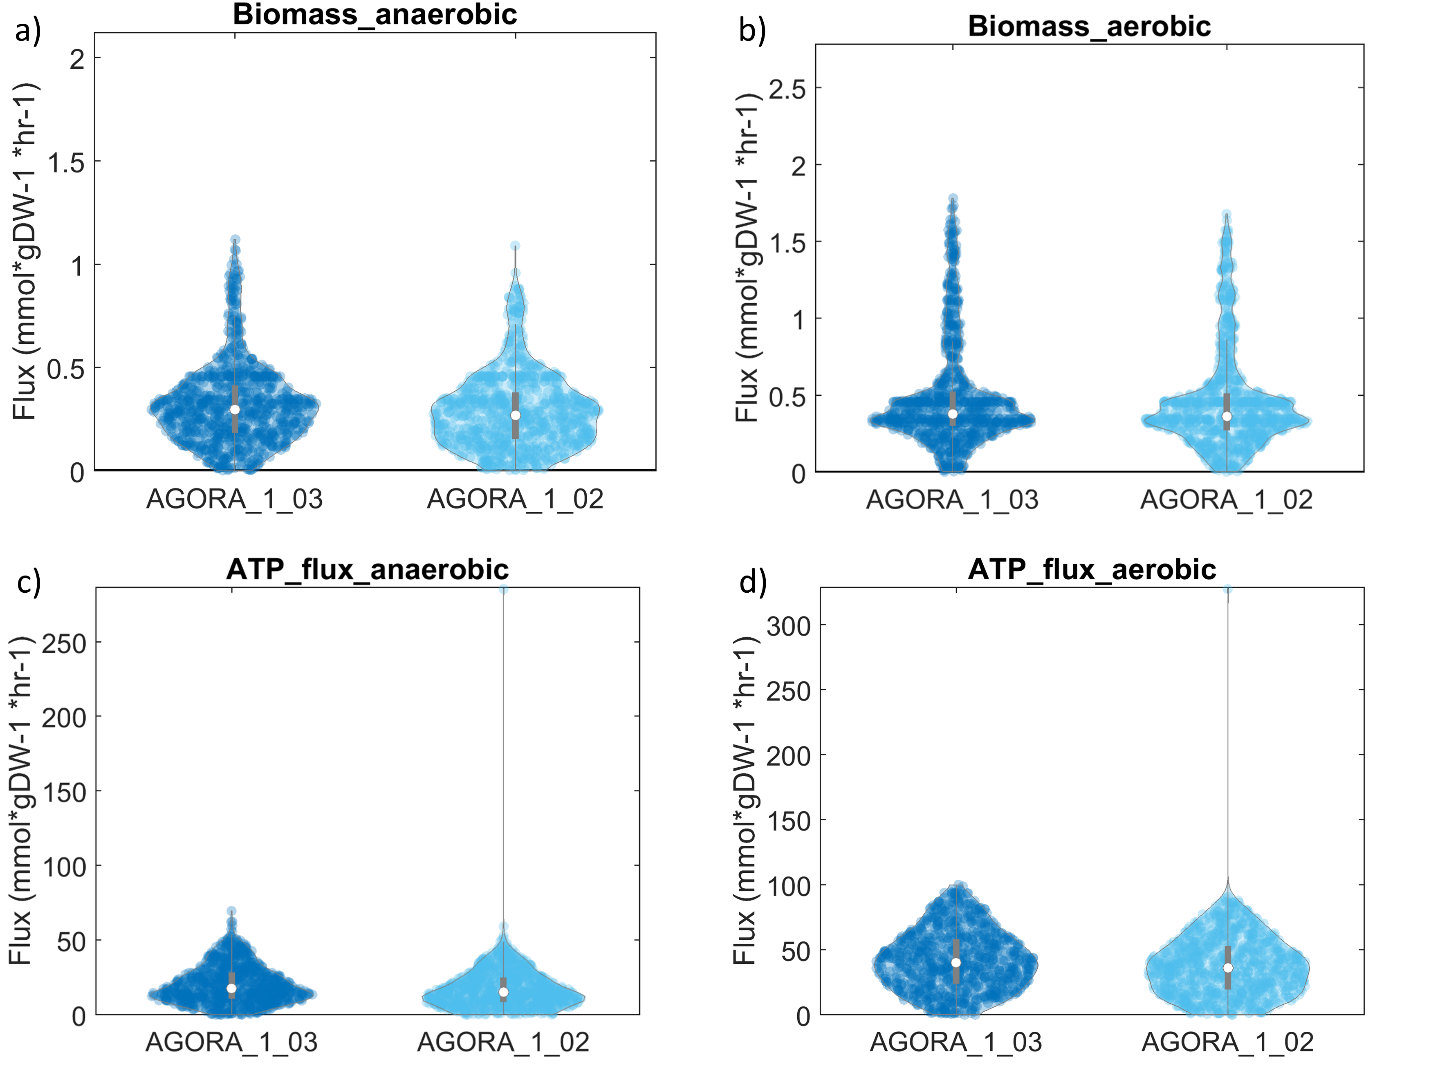 a)
Biomass_anaerobic
Flux (mmol*gDW-1 *hr-1)
2
1.5
1
0.5
0
AGORA_1_03
AGORA_1_02
b)
Biomass_aerobic
Flux (mmol*gDW-1 *hr-1)
2.5
2
1.5
1
0.5
0
AGORA_1_03
AGORA_1_02
c)
ATP_flux_anaerobic
Flux (mmol*gDW-1 *hr-1)
250
200
150
100
50
0
AGORA_1_03
AGORA_1_02
d)
ATP_flux_aerobic
Flux (mmol*gDW-1 *hr-1)
300
250
200
150
100
50
0
AGORA_1_03
AGORA_1_02